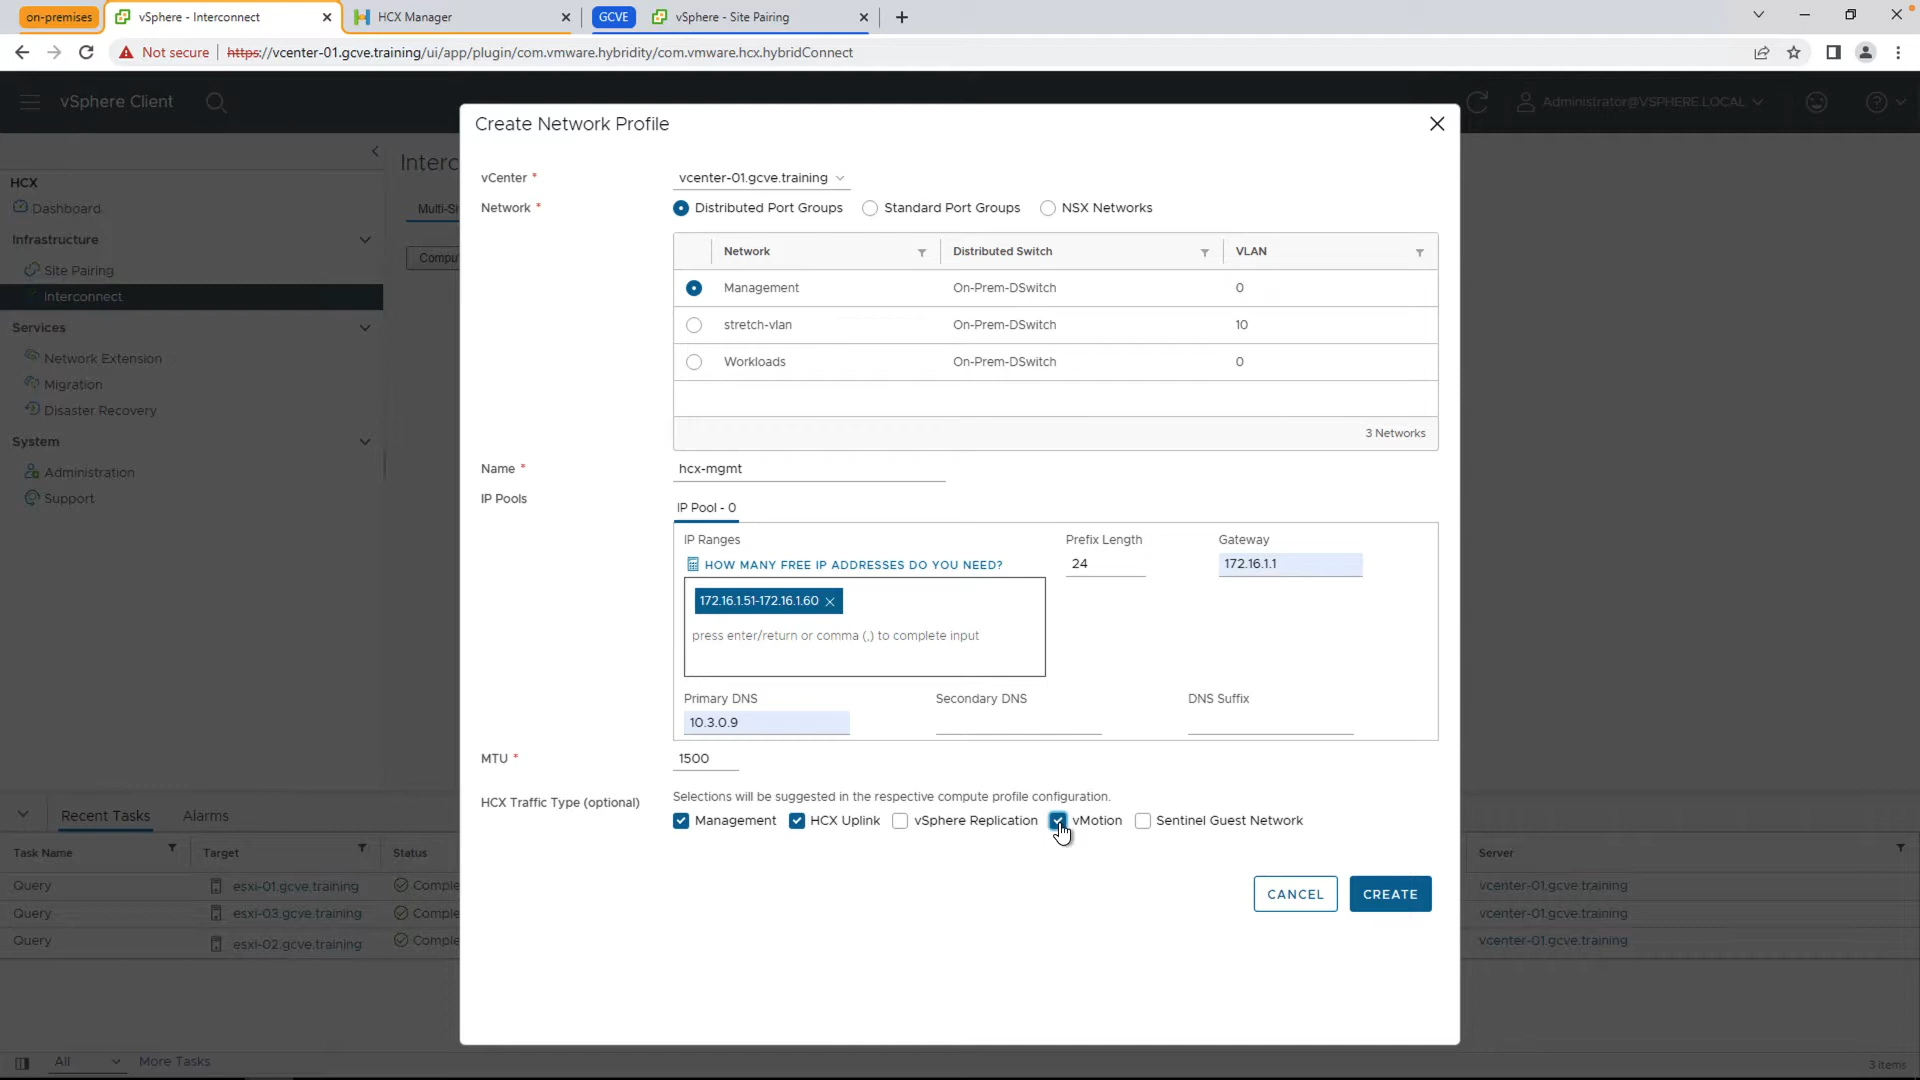 on-premises
vSphere - Interconnect
HCX Manager
GCVE
vSphere - Site Pairing
Not secure
https://vcenter-01.gcve.training/ui/app/plugin/com.vmware.hybridity/com.vmware.hcx.hybridConnect
vSphere Client
Administrator@VSPHERE.LOCAL
Create Network Profile
HCX
Dashboard
Infrastructure
Site Pairing
Interconnect
Services
Network Extension
Migration
Disaster Recovery
System
Administration
Support
Interc
Multi-Si
Compu
vCenter *
vcenter-01.gcve.training
Network *
Distributed Port Groups Standard Port Groups NSX Networks
Network Distributed Switch VLAN
Management On-Prem-DSwitch 0
stretch-vlan On-Prem-DSwitch 10
Workloads On-Prem-DSwitch 0
3 Networks
Name *
hcx-mgmt
IP Pools
IP Pool - 0
IP Ranges Prefix Length Gateway
HOW MANY FREE IP ADDRESSES DO YOU NEED? 24 172.16.1.1
172.16.1.51-172.16.1.60
press enter/return or comma (,) to complete input
Primary DNS Secondary DNS DNS Suffix
10.3.0.9
MTU *
1500
HCX Traffic Type (optional)
Selections will be suggested in the respective compute profile configuration.
Management HCX Uplink vSphere Replication vMotion Sentinel Guest Network
CANCEL CREATE
Recent Tasks Alarms
Task Name Target Status Server
Query esxi-01.gcve.training Comple vcenter-01.gcve.training
Query esxi-03.gcve.training Comple vcenter-01.gcve.training
Query esxi-02.gcve.training Comple vcenter-01.gcve.training
All More Tasks
3 items